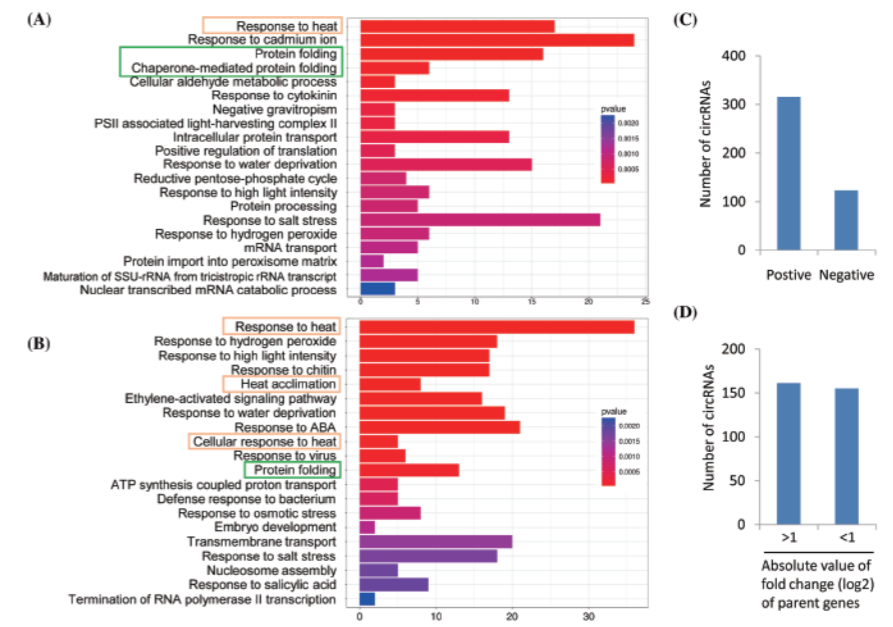 (A)
Response to heat
Response to cadmium ion
Protein folding
Chaperone-mediated protein folding
Cellular aldehyde metabolic process
Response to cytokinin
Negative gravitropism
PSII associated light-harvesting complex II
Intracellular protein transport
Positive regulation of translation
Response to water deprivation
Reductive pentose-phosphate cycle
Response to high light intensity
Protein processing
Response to salt stress
Response to hydrogen peroxide
mRNA transport
Protein import into peroxisome matrix
Maturation of SSU-rRNA from tricistropic rRNA transcript
Nuclear transcribed mRNA catabolic process
0 5 10 15 20 25
pvalue
0.0020
0.0015
0.0010
0.0005
(B)
Response to heat
Response to hydrogen peroxide
Response to high light intensity
Response to chitin
Heat acclimation
Ethylene-activated signaling pathway
Response to water deprivation
Response to ABA
Cellular response to heat
Response to virus
Protein folding
ATP synthesis coupled proton transport
Defense response to bacterium
Response to osmotic stress
Embryo development
Transmembrane transport
Response to salt stress
Nucleosome assembly
Response to salicylic acid
Termination of RNA polymerase II transcription
0 10 20 30
pvalue
0.0020
0.0015
0.0010
0.0005
(C)
Number of circRNAs
400
300
200
100
0
Postive Negative
(D)
Number of circRNAs
200
150
100
50
0
>1 <1
Absolute value of
fold change (log2)
of parent genes